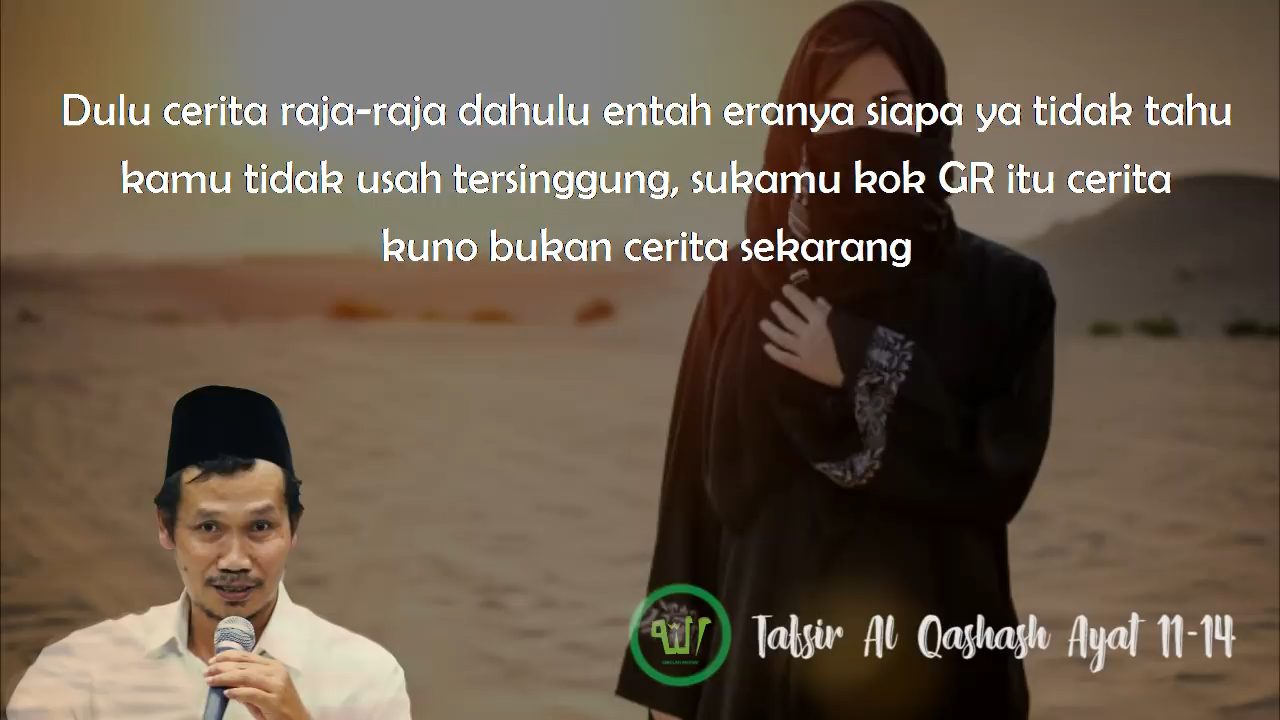 Dulu cerita raja-raja dahulu entah eranya siapa ya tidak tahu
kamu tidak usah tersinggung, sukamu kok GR itu cerita
kuno bukan cerita sekarang
Tafsir Al Qashash Ayat 11-14